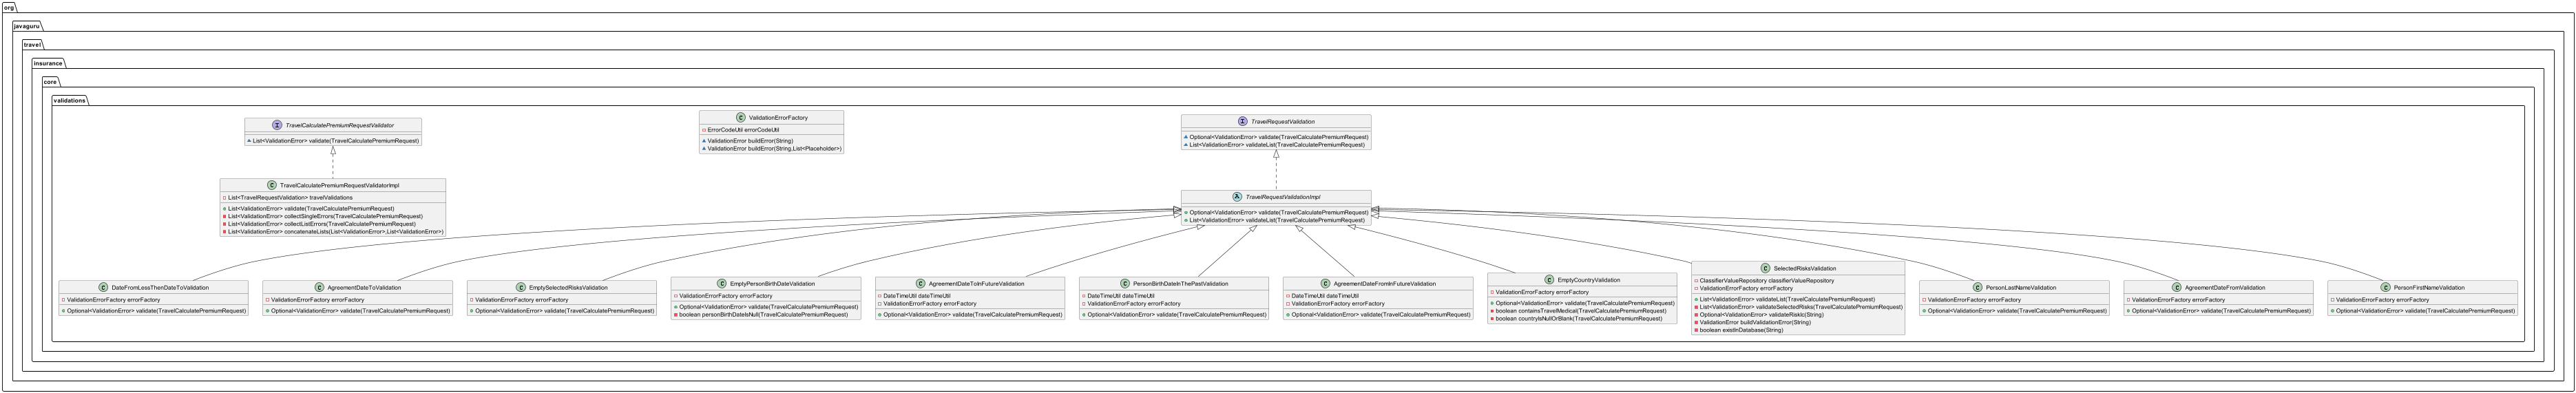 org
javaguru
travel
insurance
core
validations
I TravelCalculatePremiumRequestValidator
List<ValidationError> validate(TravelCalculatePremiumRequest)
C ValidationErrorFactory
ErrorCodeUtil errorCodeUtil
ValidationError buildError(String)
ValidationError buildError(String,List<Placeholder>)
I TravelRequestValidation
Optional<ValidationError> validate(TravelCalculatePremiumRequest)
List<ValidationError> validateList(TravelCalculatePremiumRequest)
C TravelCalculatePremiumRequestValidatorImpl
List<TravelRequestValidation> travelValidations
List<ValidationError> validate(TravelCalculatePremiumRequest)
List<ValidationError> collectSingleErrors(TravelCalculatePremiumRequest)
List<ValidationError> collectListErrors(TravelCalculatePremiumRequest)
List<ValidationError> concatenateLists(List<ValidationError>,List<ValidationError>)
A TravelRequestValidationImpl
Optional<ValidationError> validate(TravelCalculatePremiumRequest)
List<ValidationError> validateList(TravelCalculatePremiumRequest)
C DateFromLessThenDateToValidation
ValidationErrorFactory errorFactory
Optional<ValidationError> validate(TravelCalculatePremiumRequest)
C AgreementDateToValidation
ValidationErrorFactory errorFactory
Optional<ValidationError> validate(TravelCalculatePremiumRequest)
C EmptySelectedRisksValidation
ValidationErrorFactory errorFactory
Optional<ValidationError> validate(TravelCalculatePremiumRequest)
C EmptyPersonBirthDateValidation
ValidationErrorFactory errorFactory
Optional<ValidationError> validate(TravelCalculatePremiumRequest)
boolean personBirthDateIsNull(TravelCalculatePremiumRequest)
C AgreementDateToInFutureValidation
DateTimeUtil dateTimeUtil
ValidationErrorFactory errorFactory
Optional<ValidationError> validate(TravelCalculatePremiumRequest)
C PersonBirthDateInThePastValidation
DateTimeUtil dateTimeUtil
ValidationErrorFactory errorFactory
Optional<ValidationError> validate(TravelCalculatePremiumRequest)
C AgreementDateFromInFutureValidation
DateTimeUtil dateTimeUtil
ValidationErrorFactory errorFactory
Optional<ValidationError> validate(TravelCalculatePremiumRequest)
C EmptyCountryValidation
ValidationErrorFactory errorFactory
Optional<ValidationError> validate(TravelCalculatePremiumRequest)
boolean containsTravelMedical(TravelCalculatePremiumRequest)
boolean countryIsNullOrBlank(TravelCalculatePremiumRequest)
C SelectedRisksValidation
ClassifierValueRepository classifierValueRepository
ValidationErrorFactory errorFactory
List<ValidationError> validateList(TravelCalculatePremiumRequest)
List<ValidationError> validateSelectedRisks(TravelCalculatePremiumRequest)
Optional<ValidationError> validateRiskIc(String)
ValidationError buildValidationError(String)
boolean existInDatabase(String)
C PersonLastNameValidation
ValidationErrorFactory errorFactory
Optional<ValidationError> validate(TravelCalculatePremiumRequest)
C AgreementDateFromValidation
ValidationErrorFactory errorFactory
Optional<ValidationError> validate(TravelCalculatePremiumRequest)
C PersonFirstNameValidation
ValidationErrorFactory errorFactory
Optional<ValidationError> validate(TravelCalculatePremiumRequest)